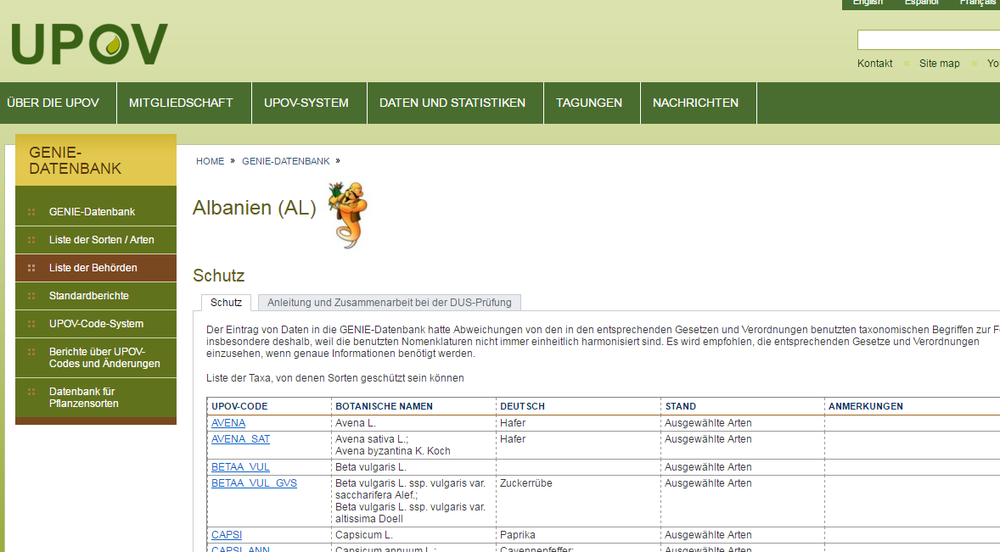 English Español Français
UPOV
Kontakt Site map
ÜBER DIE UPOV MITGLIEDSCHAFT UPOV-SYSTEM DATEN UND STATISTIKEN TAGUNGEN NACHRICHTEN
GENIE-
DATENBANK
GENIE-Datenbank
Liste der Sorten / Arten
Liste der Behörden
Standardberichte
UPOV-Code-System
Berichte über UPOV-
Codes und Änderungen
Datenbank für
Pflanzensorten
HOME » GENIE-DATENBANK »
Albanien (AL)
Schutz
Schutz Anleitung und Zusammenarbeit bei der DUS-Prüfung
Der Eintrag von Daten in die GENIE-Datenbank hatte Abweichungen von den in den entsprechenden Gesetzen und Verordnungen benutzten taxonomischen Begriffen zur
insbesondere deshalb, weil die benutzten Nomenklaturen nicht immer einheitlich harmonisiert sind. Es wird empfohlen, die entsprechenden Gesetze und Verordnungen
einzusehen, wenn genaue Informationen benötigt werden.
Liste der Taxa, von denen Sorten geschützt sein können
UPOV-CODE BOTANISCHE NAMEN DEUTSCH STAND ANMERKUNGEN
AVENA Avena L. Hafer Ausgewählte Arten
AVENA_SAT Avena sativa L.; Hafer Ausgewählte Arten
Avena byzantina K. Koch
BETAA_VUL Beta vulgaris L. Ausgewählte Arten
BETAA_VUL_GVS Beta vulgaris L. ssp. vulgaris var. Zuckerrübe Ausgewählte Arten
saccharifera Alef.;
Beta vulgaris L. ssp. vulgaris var.
altissima Doell
CAPSI Capsicum L. Paprika Ausgewählte Arten
CAPSI_ANN Capsicum annuum L.; Cayennepfeffer; Ausgewählte Arten